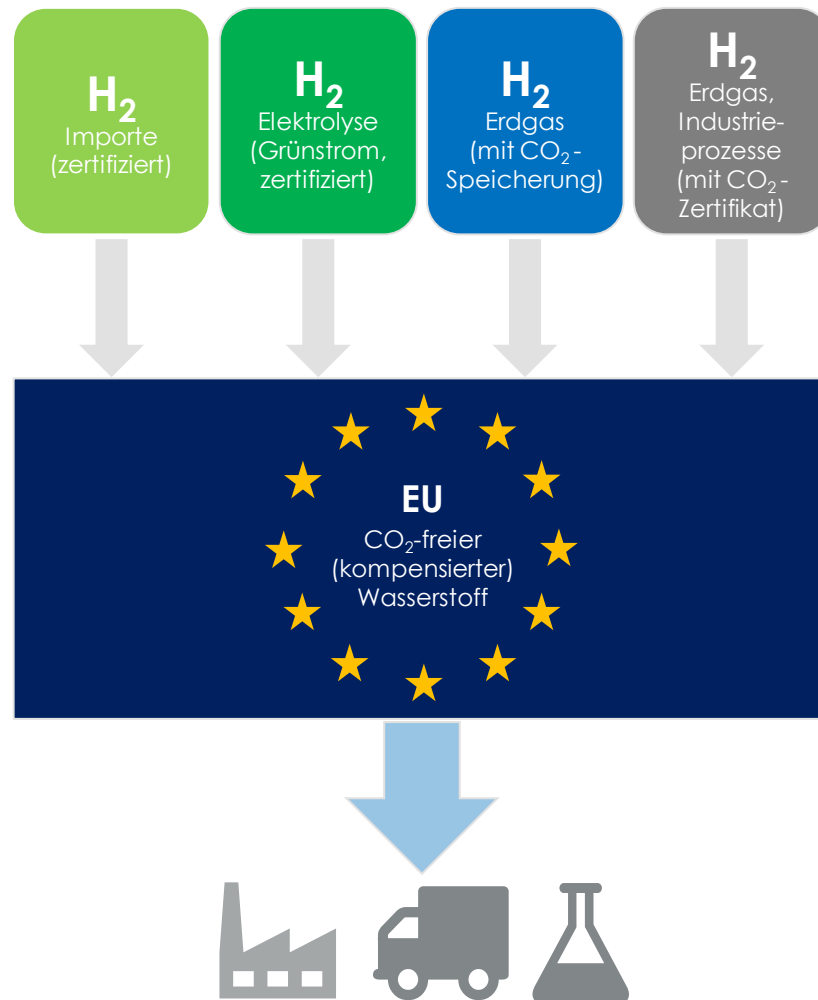 H₂
Importe
(zertifiziert)
H₂
Elektrolyse
(Grünstrom,
zertifiziert)
H₂
Erdgas
(mit CO₂-
Speicherung)
H₂
Erdgas,
Industrie-
prozesse
(mit CO₂-
Zertifikat)
EU
CO₂-freier
(kompensierter)
Wasserstoff